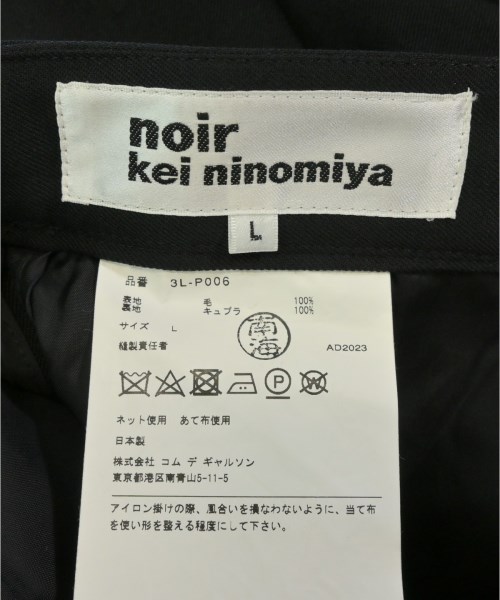 noir
kei ninomiya
L
品番 3L-P006
表地 毛 100%
裏地 キュプラ 100%
サイズ L
縫製責任者 南海 AD2023
P W
ネット使用 あて布使用
日本製
株式会社 コム デ ギャルソン
東京都港区南青山5-11-5
アイロン掛けの際、風合いを損なわないように、当て布
を使い形を整える程度にして下さい。